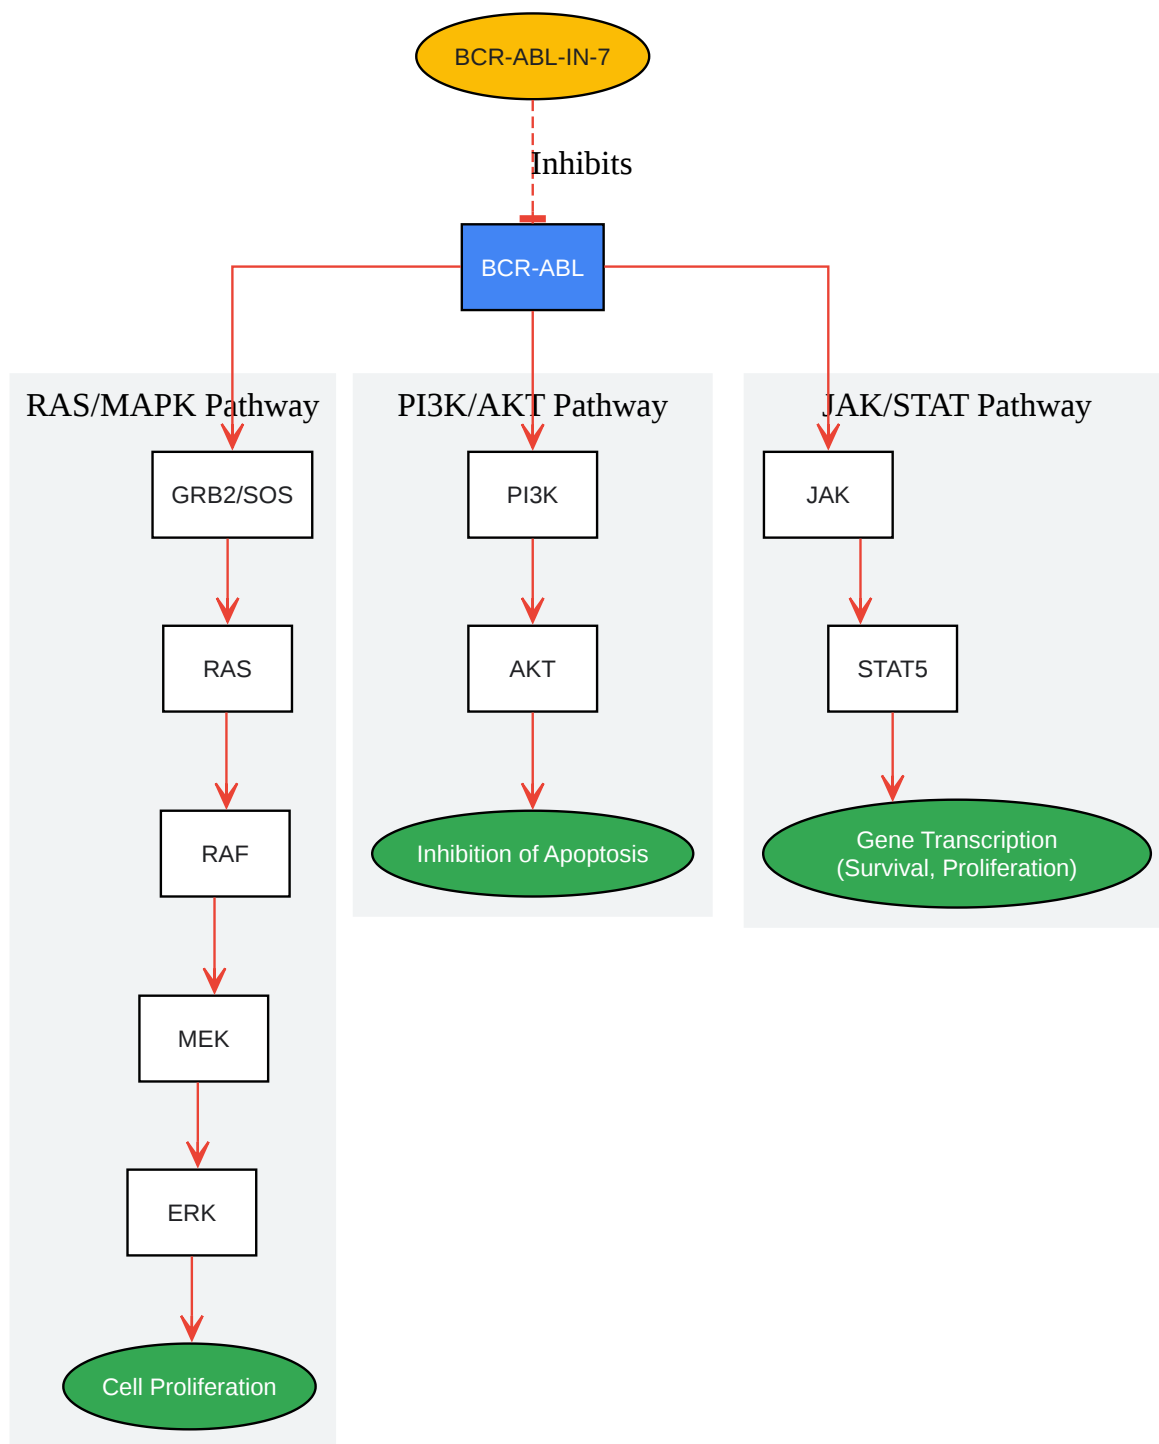 BCR-ABL-IN-7
Inhibits
BCR-ABL
RAS/MAPK Pathway
PI3K/AKT Pathway
JAK/STAT Pathway
GRB2/SOS
PI3K
JAK
RAS
AKT
STAT5
RAF
Inhibition of Apoptosis
Gene Transcription
(Survival, Proliferation)
MEK
ERK
Cell Proliferation